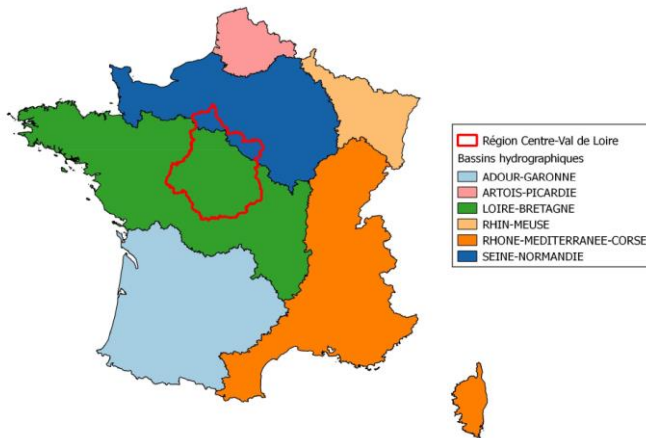 Région Centre-Val de Loire
Bassins hydrographiques
ADOUR-GARONNE
ARTOIS-PICARDIE
LOIRE-BRETAGNE
RHIN-MEUSE
RHONE-MEDITERRANEE-CORSE
SEINE-NORMANDIE